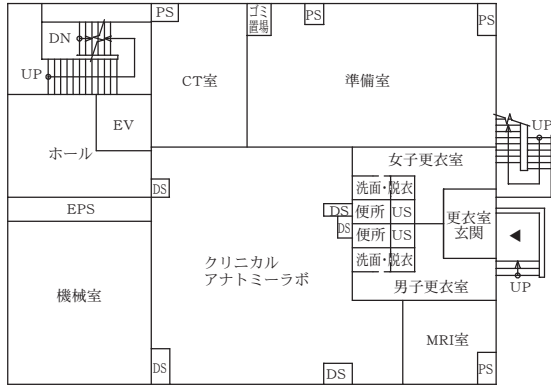 PS
ゴミ
置場
PS
PS
DN
UP
CT室
準備室
EV
ホール
UP
女子更衣室
DS
洗面・脱衣
DS
便所
US
更衣室
玄関
EPS
DS
便所
US
洗面・脱衣
クリニカル
アナトミーラボ
男子更衣室
UP
機械室
MRI室
DS
DS
PS